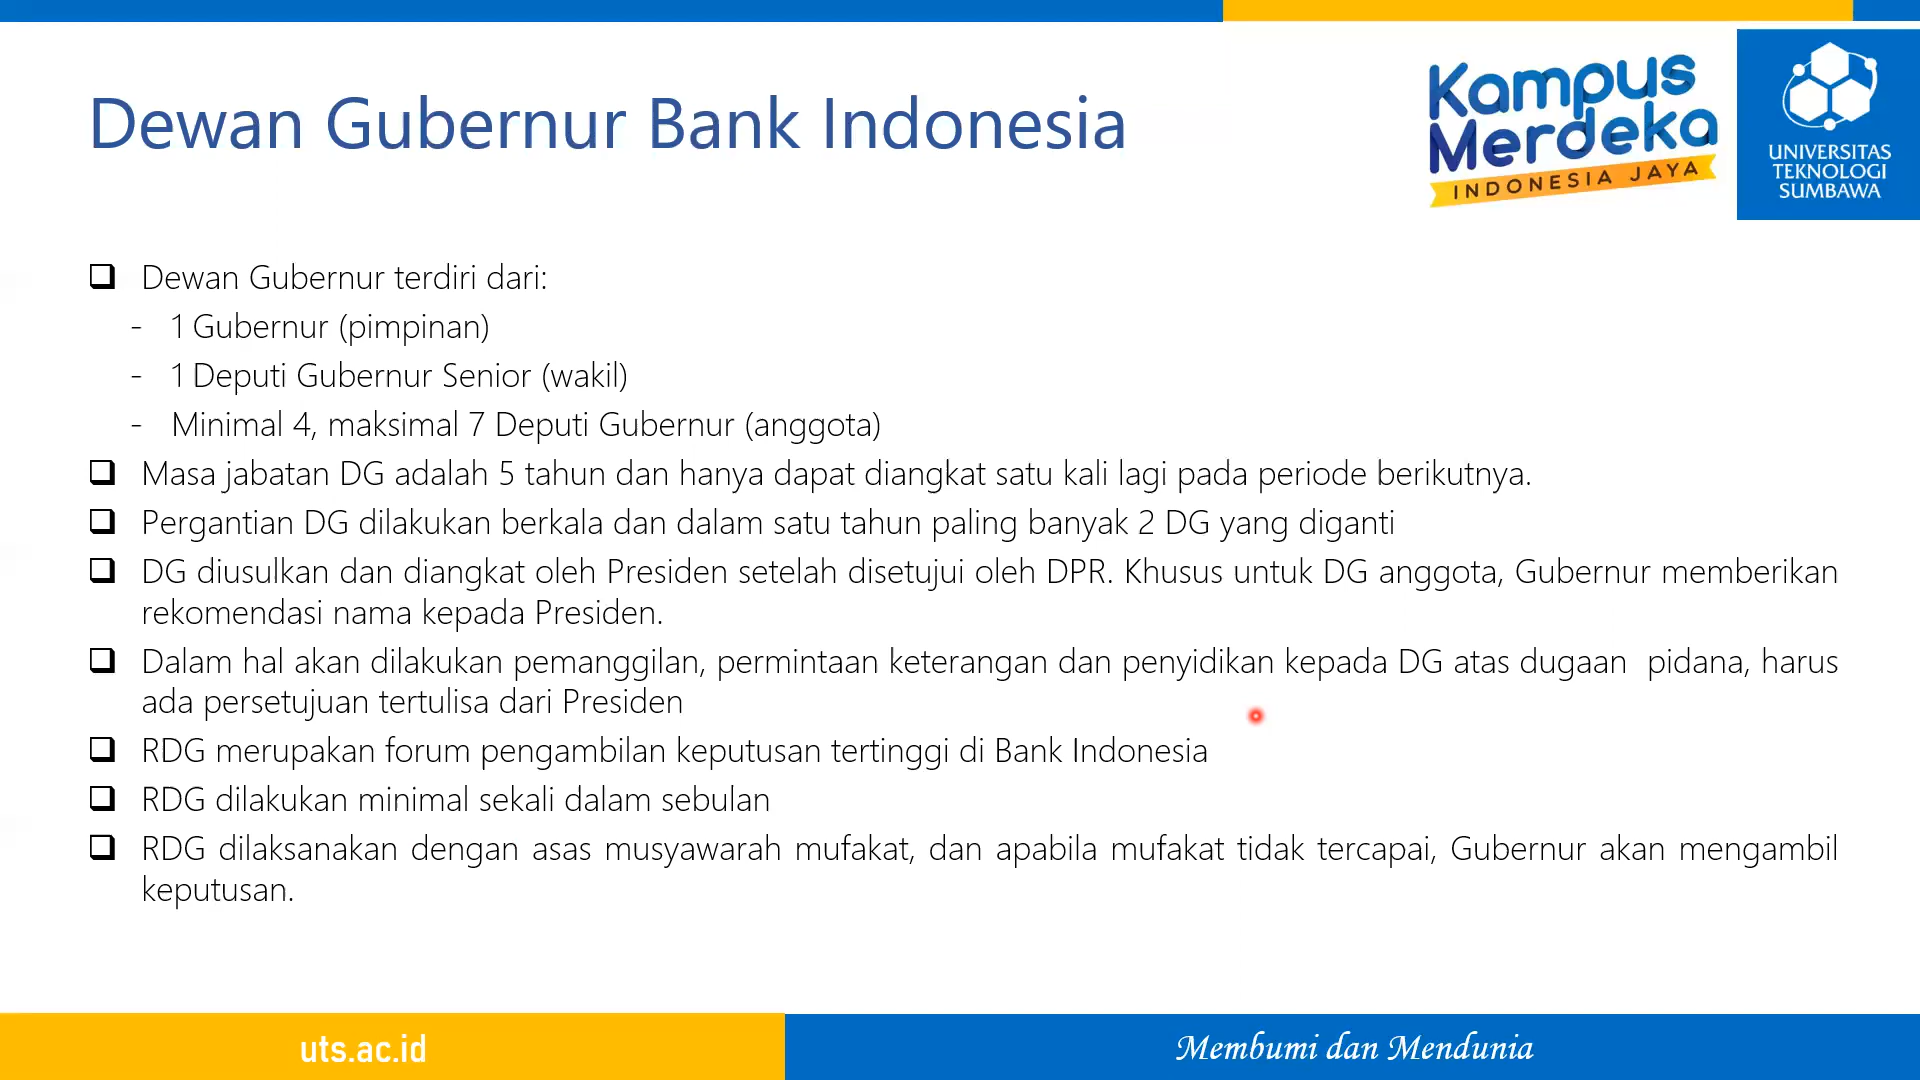 Dewan Gubernur Bank Indonesia
Kampus
Merdeka
INDONESIA JAYA
UNIVERSITAS
TEKNOLOGI
SUMBAWA
Dewan Gubernur terdiri dari:
- 1 Gubernur (pimpinan)
- 1 Deputi Gubernur Senior (wakil)
- Minimal 4, maksimal 7 Deputi Gubernur (anggota)
Masa jabatan DG adalah 5 tahun dan hanya dapat diangkat satu kali lagi pada periode berikutnya.
Pergantian DG dilakukan berkala dan dalam satu tahun paling banyak 2 DG yang diganti
DG diusulkan dan diangkat oleh Presiden setelah disetujui oleh DPR. Khusus untuk DG anggota, Gubernur memberikan
rekomendasi nama kepada Presiden.
Dalam hal akan dilakukan pemanggilan, permintaan keterangan dan penyidikan kepada DG atas dugaan pidana, harus
ada persetujuan tertulisa dari Presiden
RDG merupakan forum pengambilan keputusan tertinggi di Bank Indonesia
RDG dilakukan minimal sekali dalam sebulan
RDG dilaksanakan dengan asas musyawarah mufakat, dan apabila mufakat tidak tercapai, Gubernur akan mengambil
keputusan.
uts.ac.id
Membumi dan Mendunia